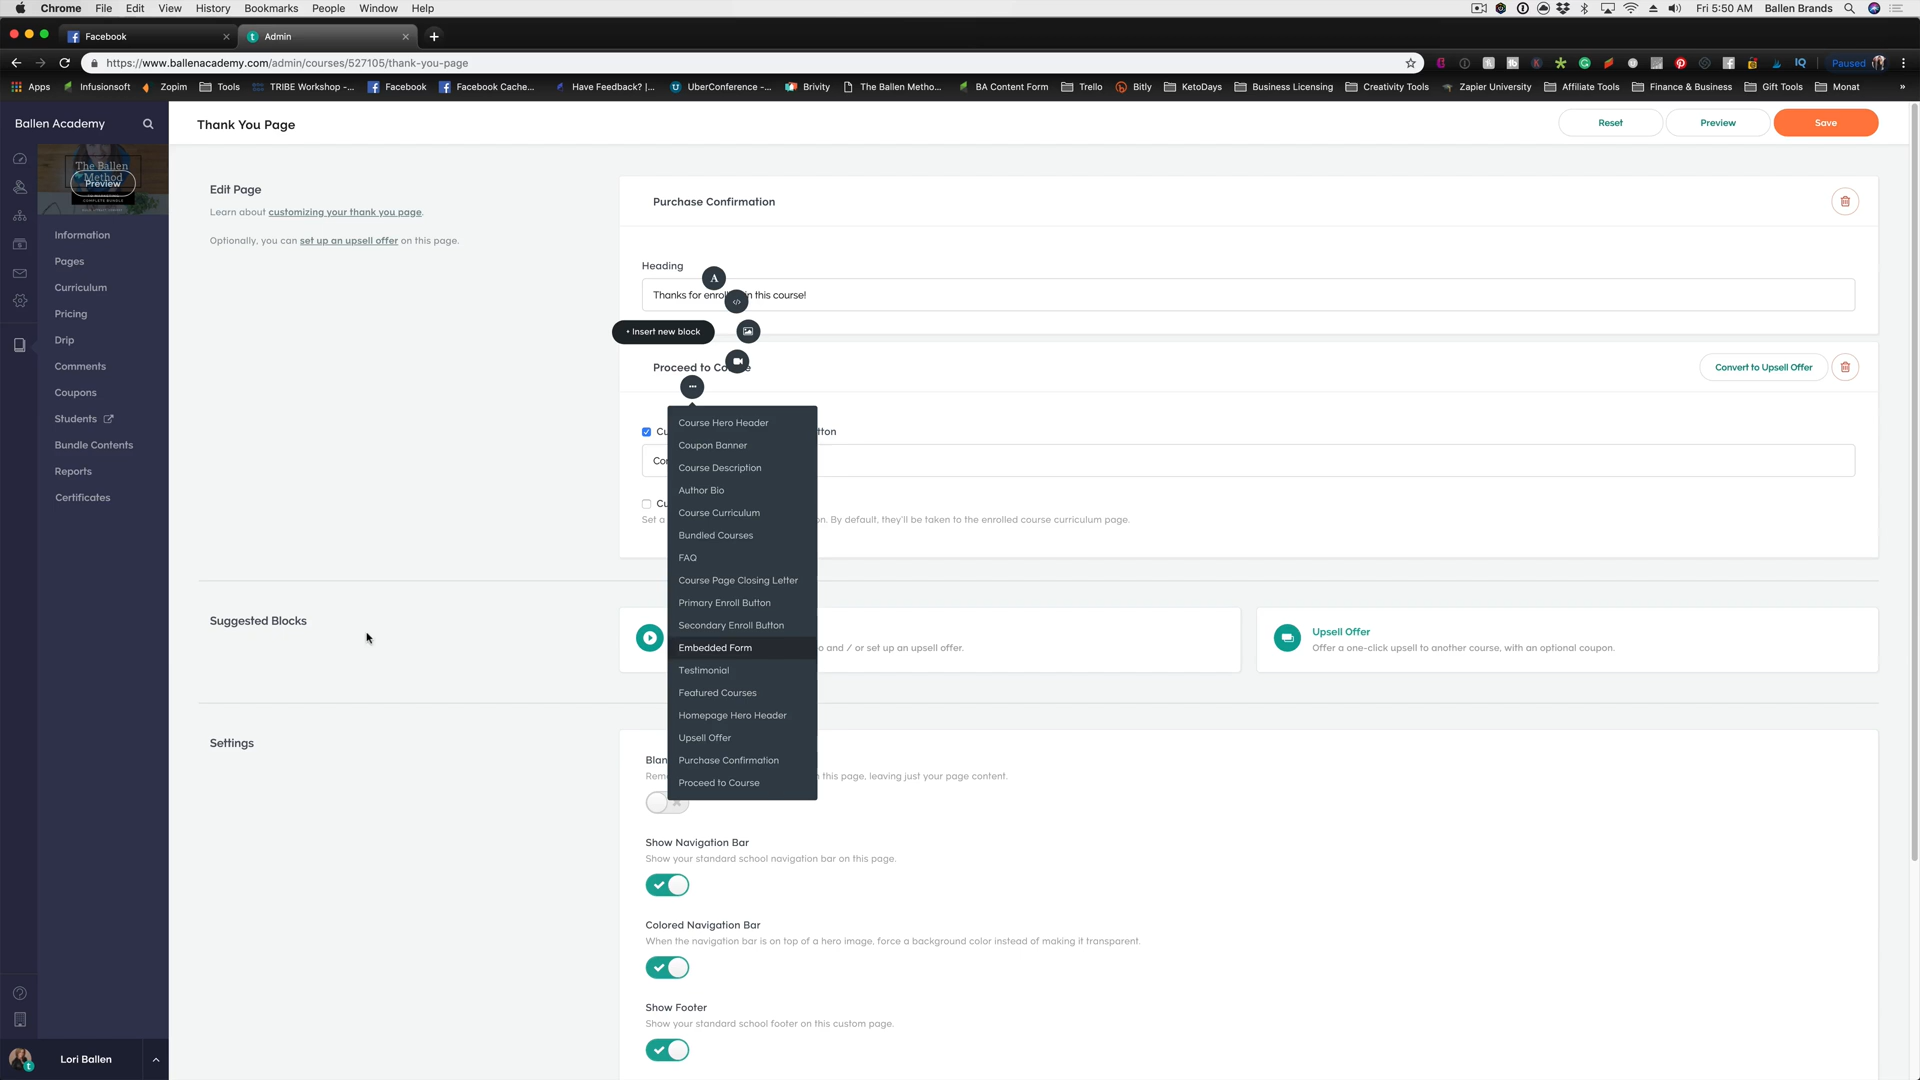 Chrome File Edit View History Bookmarks People Window Help
Fri 5:50 AM Ballen Brands
Facebook
Admin
https://www.ballenacademy.com/admin/courses/527105/thank-you-page
Paused
Apps Infusionsoft Zopim Tools TRIBE Workshop -... Facebook Facebook Cache... Have Feedback? |... UberConference -... Brivity The Ballen Metho... BA Content Form Trello Bitly KetoDays Business Licensing Creativity Tools Zapier University Affiliate Tools Finance & Business Gift Tools Monat »
Ballen Academy
Thank You Page
Reset
Preview
Save
The Ballen
Method
Preview
COMPLETE BUNDLE
Information
Pages
Curriculum
Pricing
Drip
Comments
Coupons
Students
Bundle Contents
Reports
Certificates
Lori Ballen
Edit Page
Learn about customizing your thank you page.
Optionally, you can set up an upsell offer on this page.
Purchase Confirmation
Heading
Thanks for enrol in this course!
+ Insert new block
Proceed to Co
Convert to Upsell Offer
Cu tton
Con
Cu
Set a on. By default, they'll be taken to the enrolled course curriculum page.
Course Hero Header
Coupon Banner
Course Description
Author Bio
Course Curriculum
Bundled Courses
FAQ
Course Page Closing Letter
Primary Enroll Button
Secondary Enroll Button
Embedded Form
Testimonial
Featured Courses
Homepage Hero Header
Upsell Offer
Purchase Confirmation
Proceed to Course
Suggested Blocks
o and / or set up an upsell offer.
Upsell Offer
Offer a one-click upsell to another course, with an optional coupon.
Settings
Blan
Rem this page, leaving just your page content.
Show Navigation Bar
Show your standard school navigation bar on this page.
Colored Navigation Bar
When the navigation bar is on top of a hero image, force a background color instead of making it transparent.
Show Footer
Show your standard school footer on this custom page.